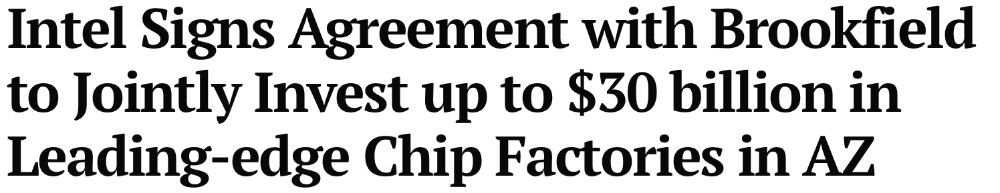 Intel Signs Agreement with Brookfield
to Jointly Invest up to $30 billion in
Leading-edge Chip Factories in AZ